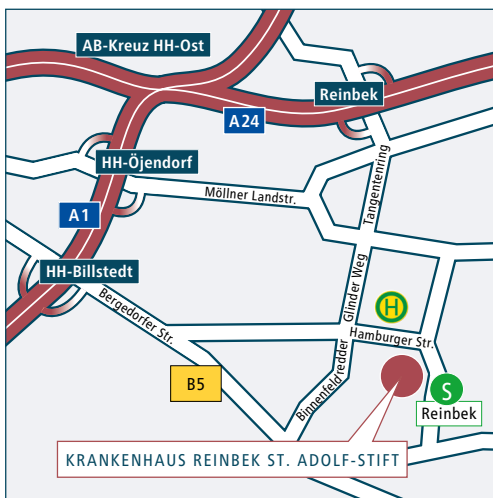 AB-Kreuz HH-Ost
Reinbek
A24
HH-Öjendorf
Möllner Landstr.
Tangentenring
A1
HH-Billstedt
Bergedorfer Str.
Glinder Weg
H
Hamburger Str.
B5
Binnenfeldredder
S
Reinbek
KRANKENHAUS REINBEK ST. ADOLF-STIFT